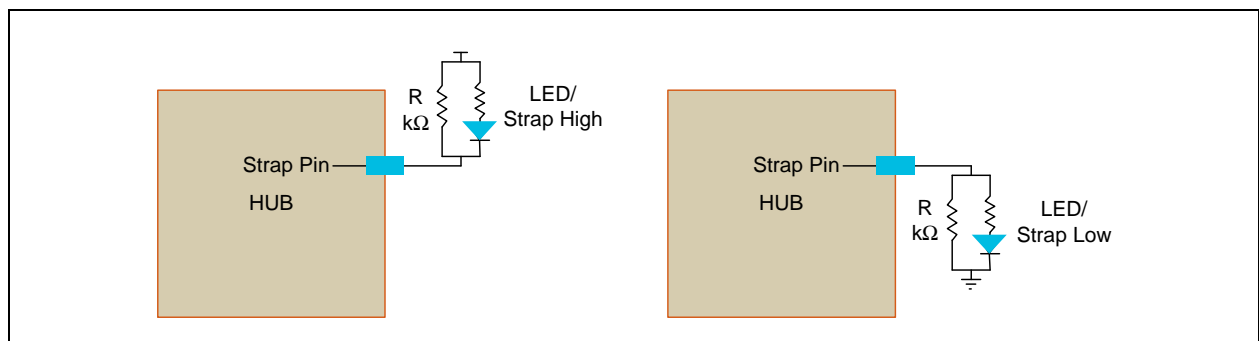 R
kΩ
LED/
Strap High
Strap Pin
HUB
Strap Pin
HUB
R
kΩ
LED/
Strap Low